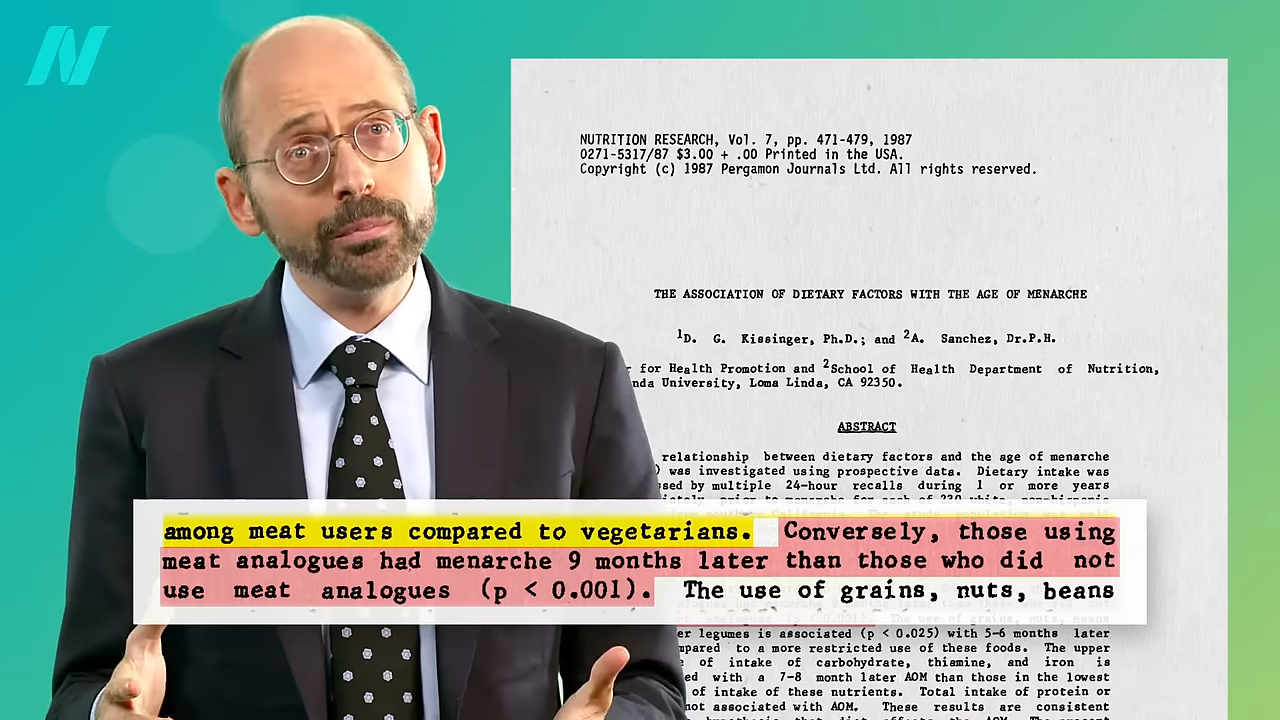 N
NUTRITION RESEARCH, Vol. 7, pp. 471-479, 1987
0271-5317/87 $3.00 + .00 Printed in the USA.
Copyright (c) 1987 Pergamon Journals Ltd. All rights reserved.
THE ASSOCIATION OF DIETARY FACTORS WITH THE AGE OF MENARCHE
1D. G. Kissinger, Ph.D.; and 2A. Sanchez, Dr.P.H.
for Health Promotion and 2School of Health Department of Nutrition,
nda University, Loma Linda, CA 92350.
ABSTRACT
relationship between dietary factors and the age of menarche
) was investigated using prospective data. Dietary intake was
sed by multiple 24-hour recalls during 1 or more years
among meat users compared to vegetarians. Conversely, those using
meat analogues had menarche 9 months later than those who did not
use meat analogues (p < 0.001). The use of grains, nuts, beans
er legumes is associated (p < 0.025) with 5-6 months later
mpared to a more restricted use of these foods. The upper
of intake of carbohydrate, thiamine, and iron is
ed with a 7-8 month later AOM than those in the lowest
of intake of these nutrients. Total intake of protein or
not associated with AOM. These results are consistent